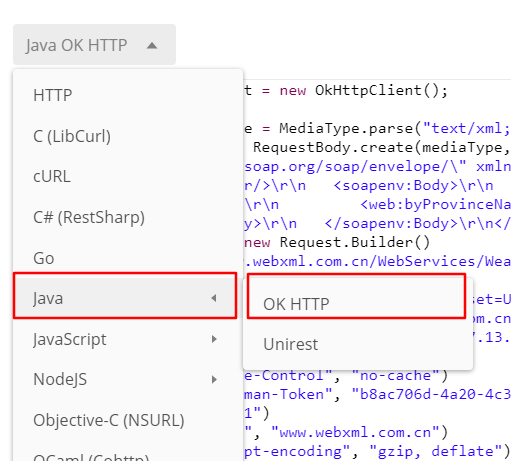 Java OK HTTP
HTTP
C (LibCurl)
cURL
C# (RestSharp)
Go
Java
JavaScript
NodeJS
Objective-C (NSURL)
OCaml (Cohttp)
OK HTTP
Unirest
t = new OkHttpClient();
e = MediaType.parse("text/xml;
RequestBody.create(mediaType,
soap.org/soap/envelope/\" xmln
r/>\r\n   <soapenv:Body>\r\n
\r\n        <web:byProvinceNa
y>\r\n   </soapenv:Body>\r\n</
new Request.Builder()
.webxml.com.cn/WebServices/Wea
set=U
om.cn
7.13.
e-Control", "no-cache")
man-Token", "b8ac706d-4a20-4c3
1")
", "www.webxml.com.cn")
pt-encoding", "gzip, deflate")